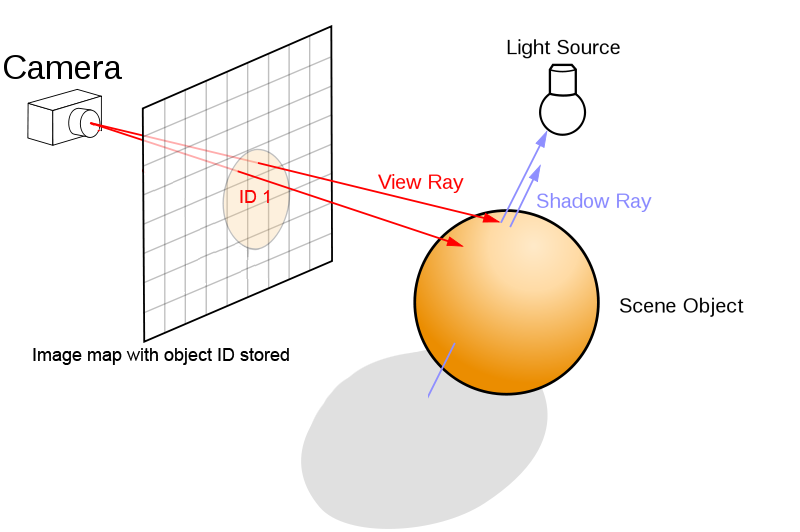 Light Source
Camera
View Ray
ID 1
Shadow Ray
Scene Object
Image map with object ID stored